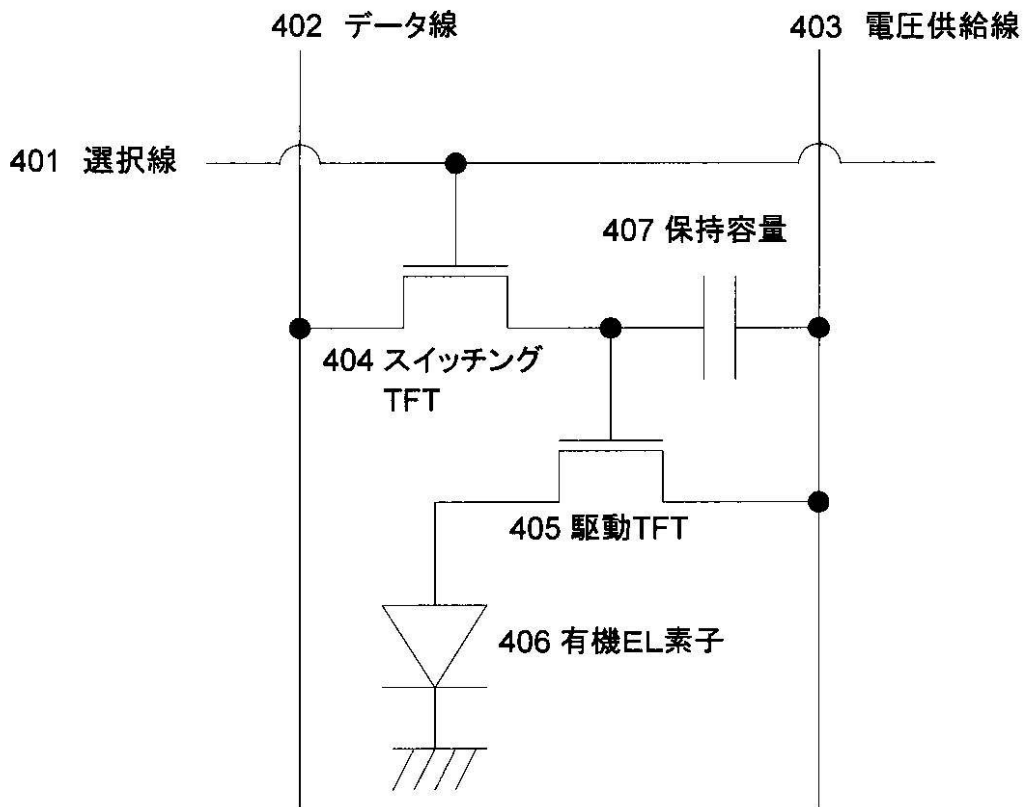 402 データ線
403 電圧供給線
401 選択線
407 保持容量
404 スイッチング
TFT
405 駆動TFT
406 有機EL素子